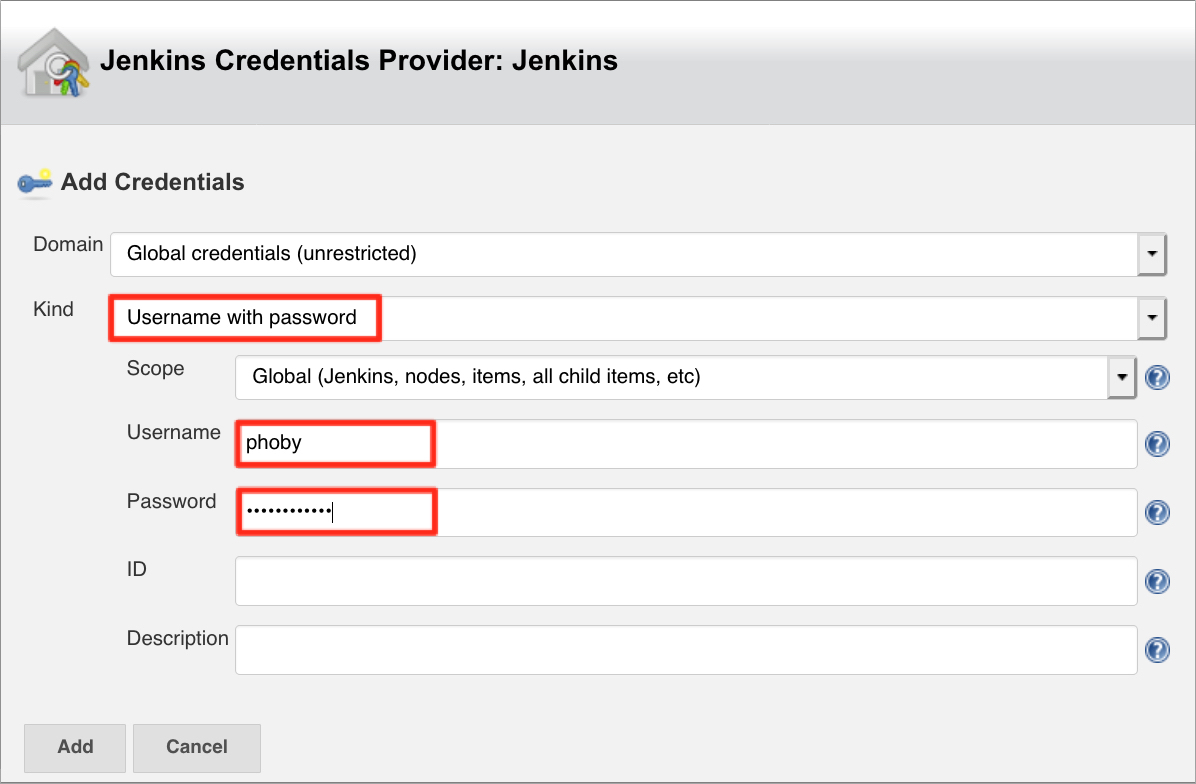 Jenkins Credentials Provider: Jenkins
Add Credentials
Domain Global credentials (unrestricted)
Kind Username with password
Scope Global (Jenkins, nodes, items, all child items, etc)
Username phoby
Password ••••••••••••
ID
Description
Add Cancel